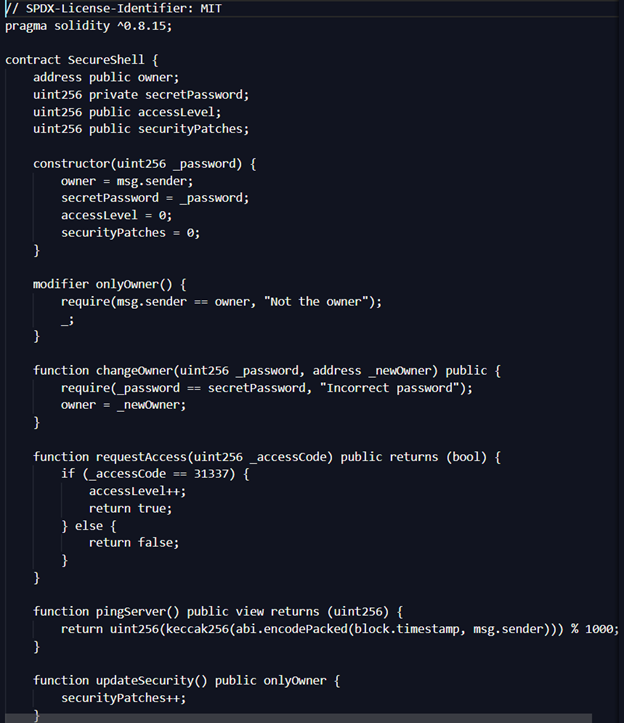 // SPDX-License-Identifier: MIT
pragma solidity ^0.8.15;

contract SecureShell {
    address public owner;
    uint256 private secretPassword;
    uint256 public accessLevel;
    uint256 public securityPatches;

    constructor(uint256 _password) {
        owner = msg.sender;
        secretPassword = _password;
        accessLevel = 0;
        securityPatches = 0;
    }

    modifier onlyOwner() {
        require(msg.sender == owner, "Not the owner");
        _;
    }

    function changeOwner(uint256 _password, address _newOwner) public {
        require(_password == secretPassword, "Incorrect password");
        owner = _newOwner;
    }

    function requestAccess(uint256 _accessCode) public returns (bool) {
        if (_accessCode == 31337) {
            accessLevel++;
            return true;
        } else {
            return false;
        }
    }

    function pingServer() public view returns (uint256) {
        return uint256(keccak256(abi.encodePacked(block.timestamp, msg.sender))) % 1000;
    }

    function updateSecurity() public onlyOwner {
        securityPatches++;
    }